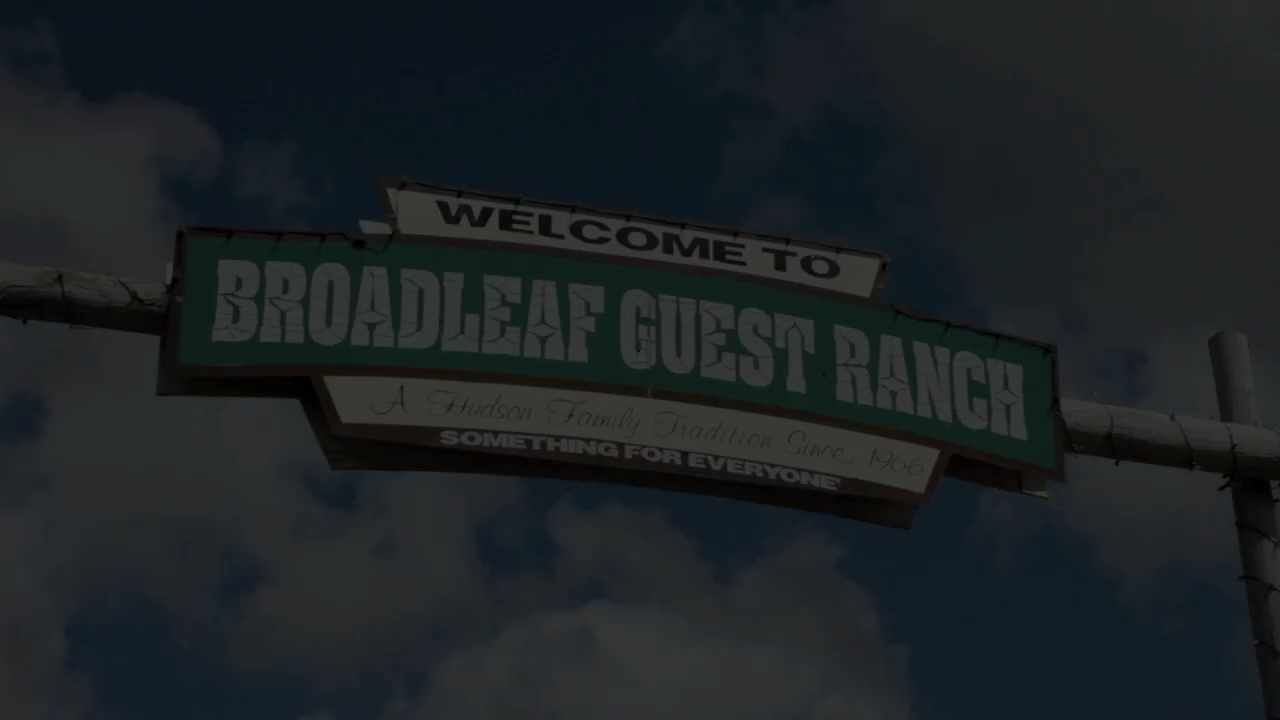 WELCOME TO
BROADLEAF GUEST RANCH
A Hudson Family Tradition Since... 1966
SOMETHING FOR EVERYONE'